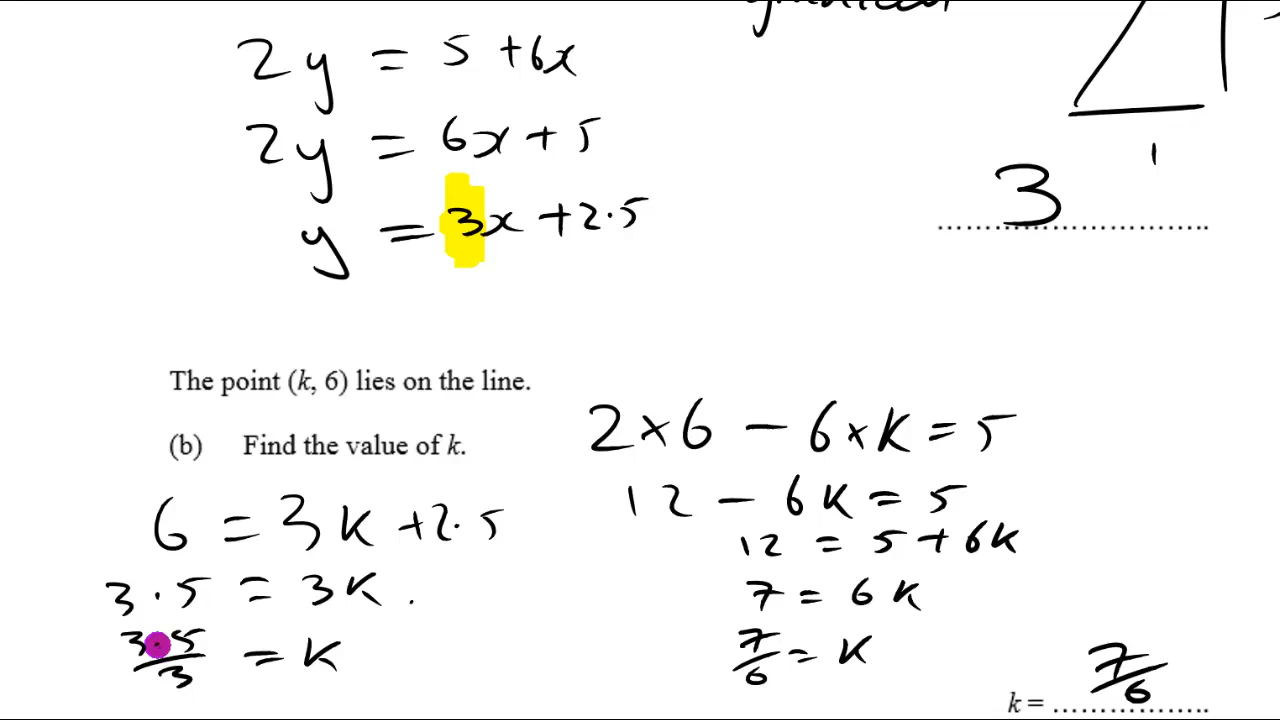 gradient
2y = 5 + 6x
2y = 6x + 5
y = 3x + 2.5
1
3
The point (k, 6) lies on the line.
(b) Find the value of k.
2 × 6 − 6 × k = 5
12 − 6k = 5
12 = 5 + 6k
7 = 6k
7/6 = k
6 = 3k + 2.5
3.5 = 3k .
3.5/3 = k
k = 7/6